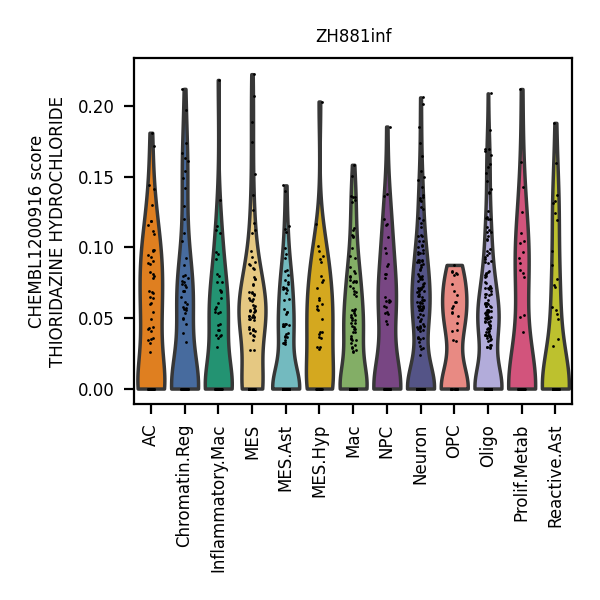 ZH881inf
CHEMBL1200916 score
THIORIDAZINE HYDROCHLORIDE
0.20
0.15
0.10
0.05
0.00
AC
Chromatin.Reg
Inflammatory.Mac
MES
MES.Ast
MES.Hyp
Mac
NPC
Neuron
OPC
Oligo
Prolif.Metab
Reactive.Ast